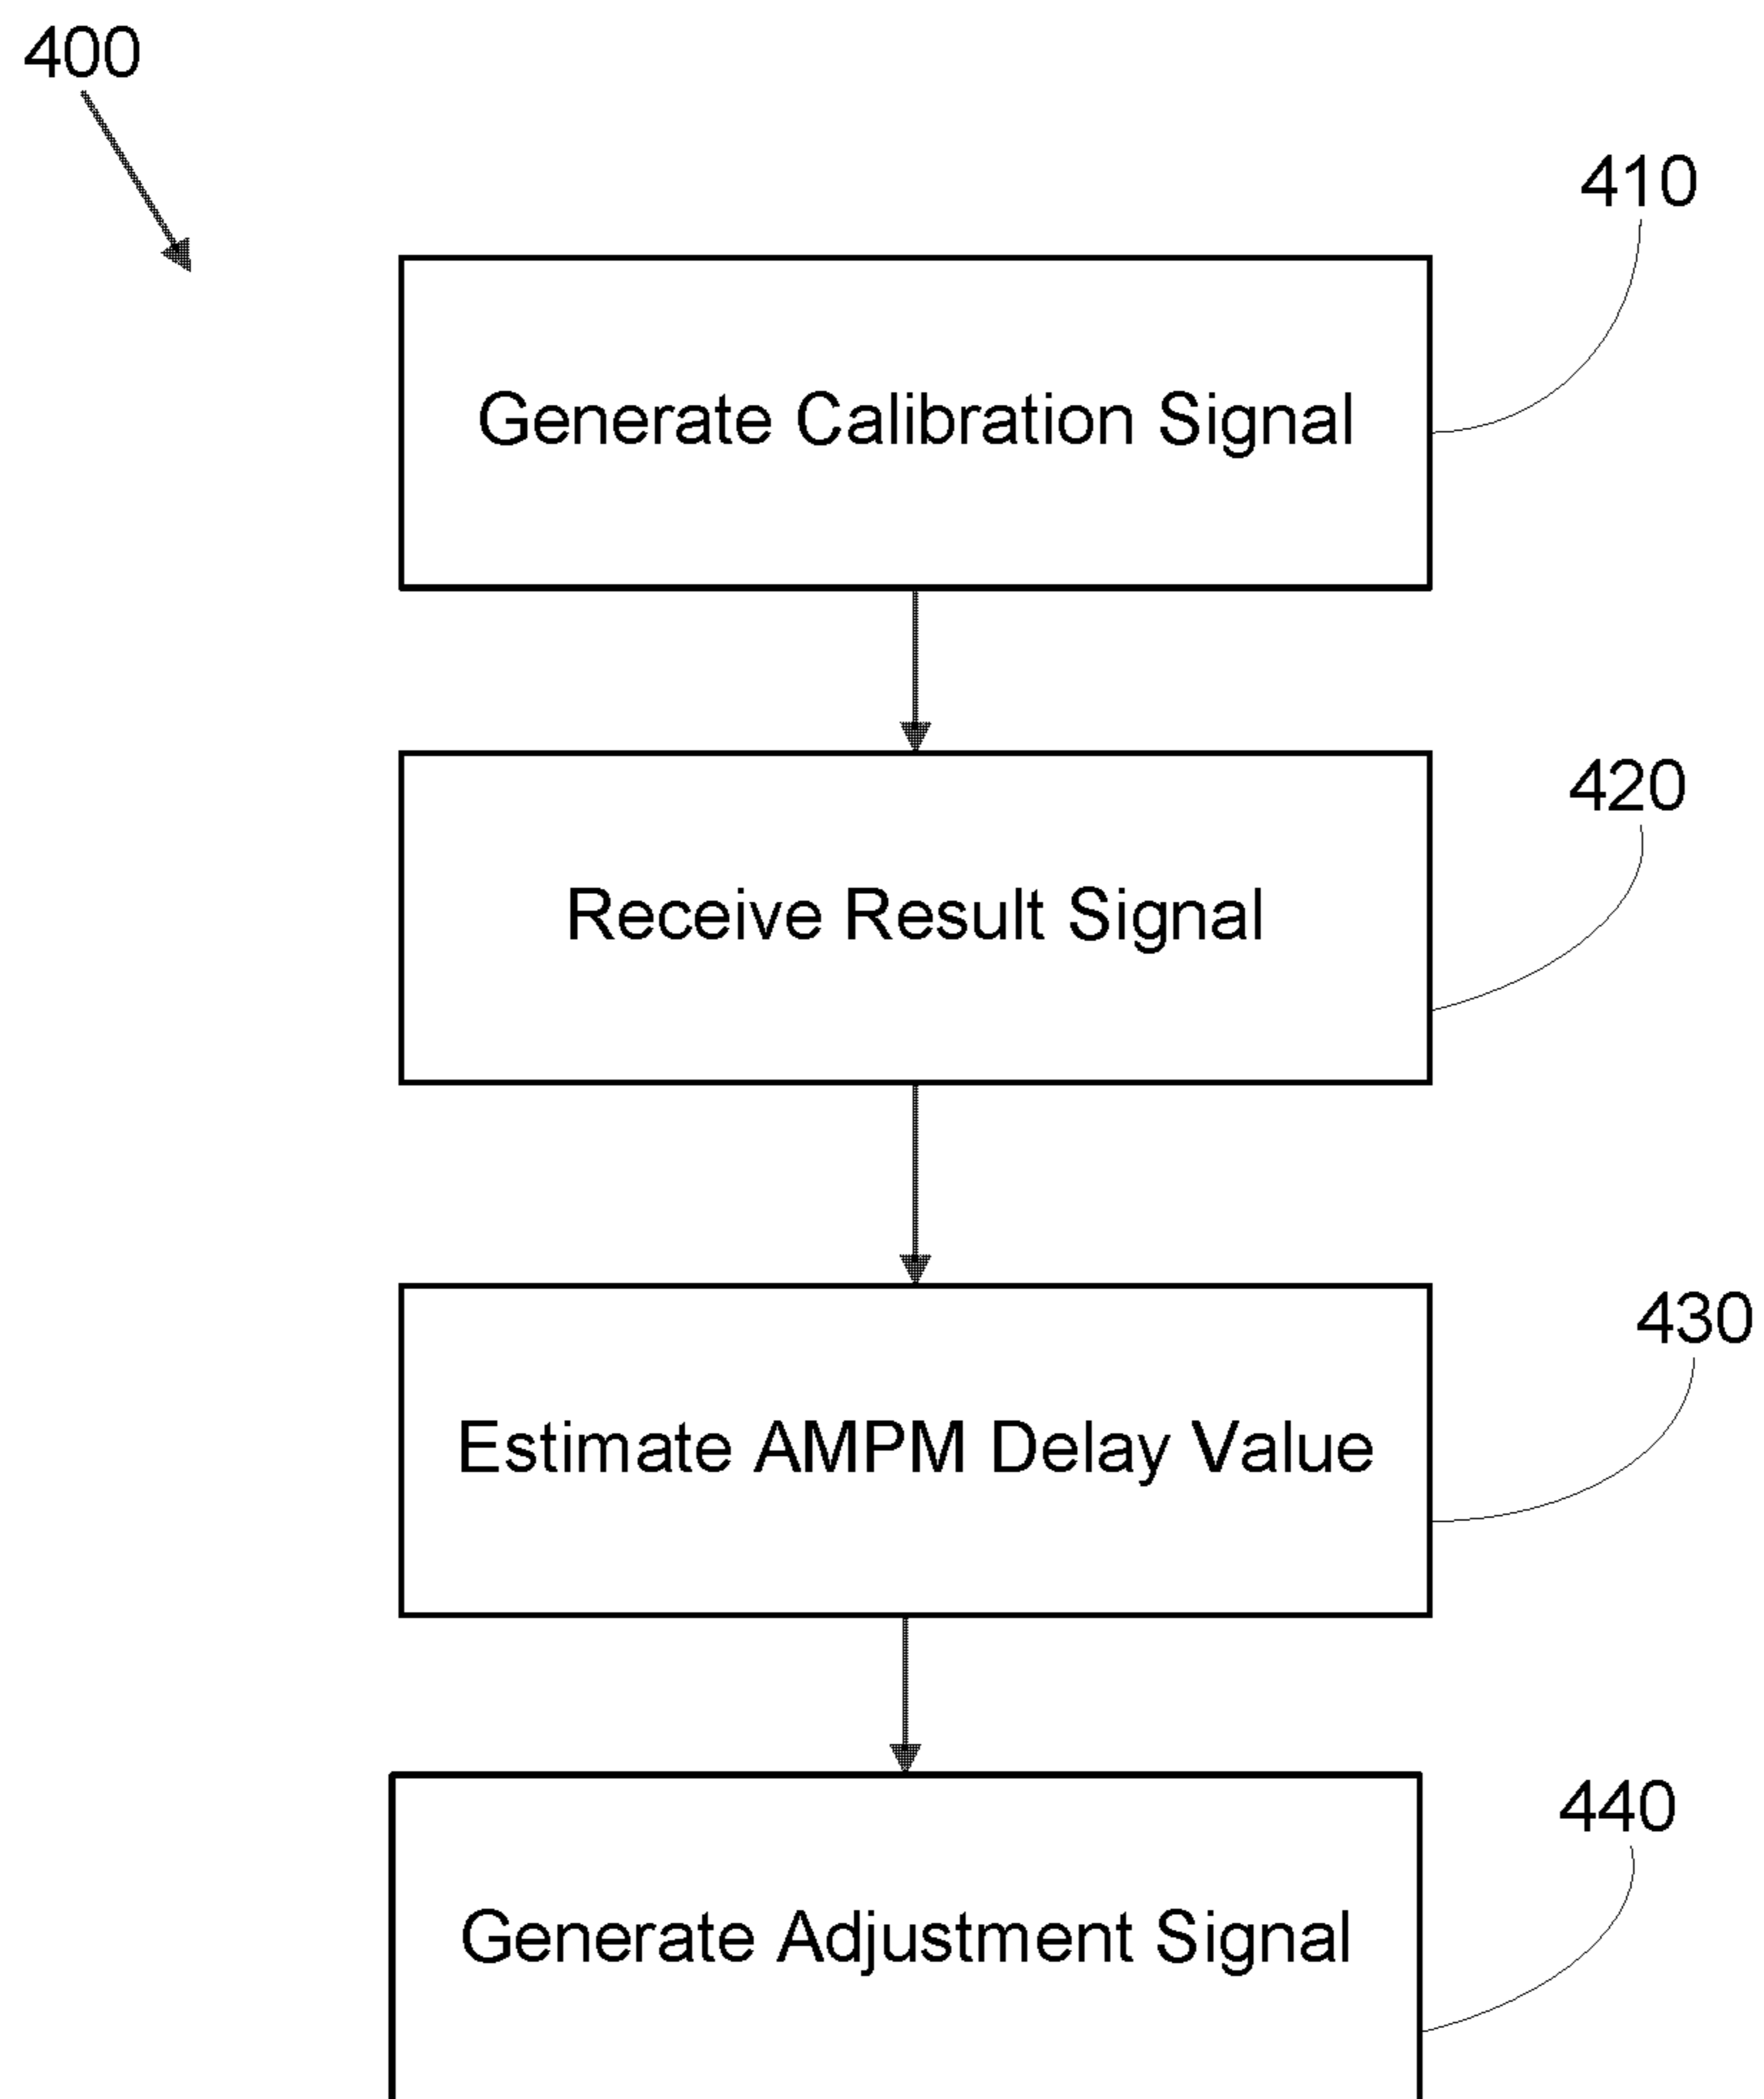 400
410
Generate Calibration Signal
420
Receive Result Signal
430
Estimate AMPM Delay Value
440
Generate Adjustment Signal